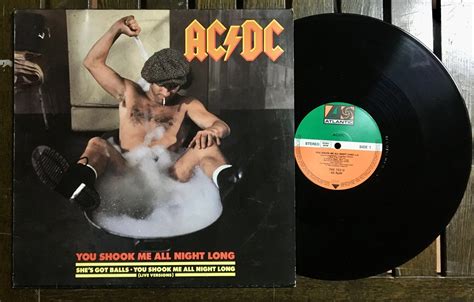 AC/DC
YOU SHOOK ME ALL NIGHT LONG
SHE'S GOT BALLS • YOU SHOOK ME ALL NIGHT LONG
(LIVE VERSIONS)
ATLANTIC
STEREO
SIDE 1